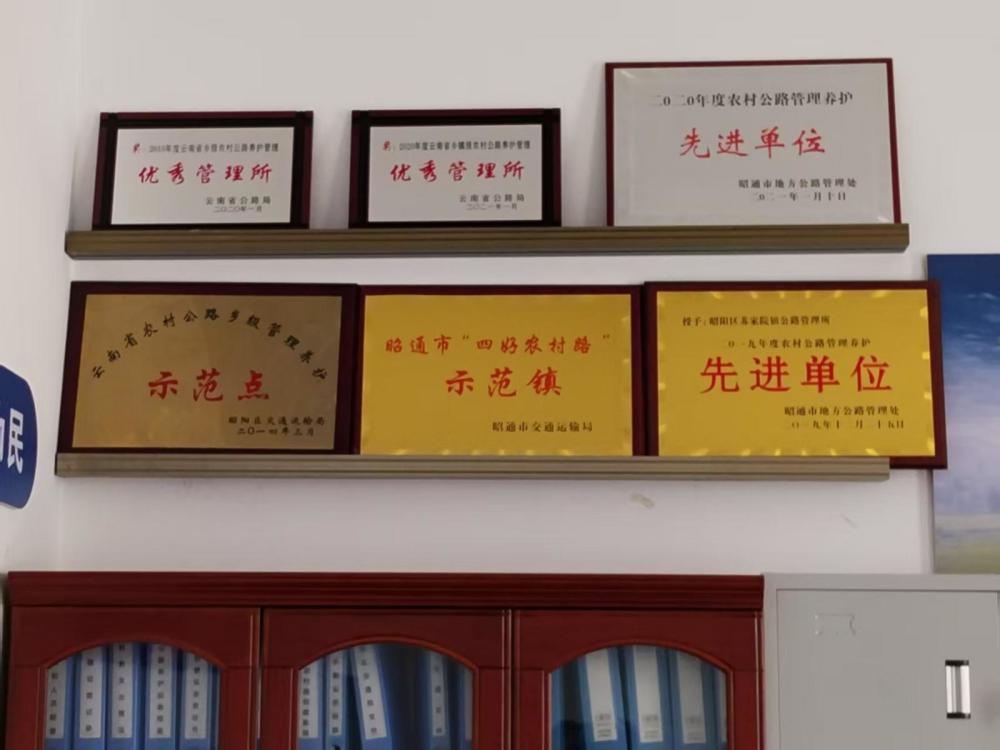 奖：2019年度云南省乡级农村公路养护管理
优秀管理所
云南省公路局
二〇二〇年一月
奖：2020年度云南省乡镇级农村公路养护管理
优秀管理所
云南省公路局
二〇二一年一月
二0二0年度农村公路管理养护
先进单位
昭通市地方公路管理处
二0二一年一月十日
云南省农村公路乡级管理养护
示范点
昭阳区交通运输局
二〇一四年三月
昭通市“四好农村路”
示范镇
昭通市交通运输局
授予：昭阳区苏家院镇公路管理所
二〇一九年度农村公路管理养护
先进单位
昭通市地方公路管理处
二〇一九年十二月二十五日
民